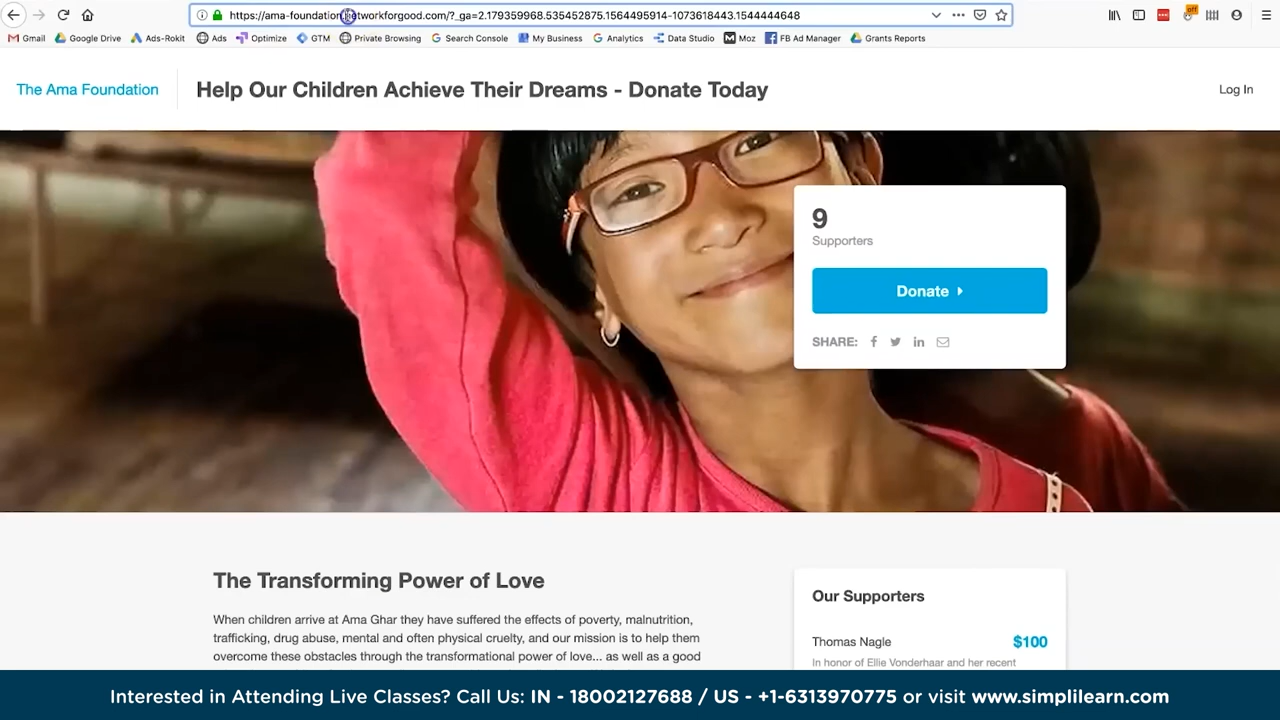 https://ama-foundation.networkforgood.com/?_ga=2.179359968.535452875.1564495914-1073618443.1544444648
Gmail Google Drive Ads-Rokit Ads Optimize GTM Private Browsing Search Console My Business Analytics Data Studio Moz FB Ad Manager Grants Reports
off
The Ama Foundation
Help Our Children Achieve Their Dreams - Donate Today
Log In
9
Supporters
Donate
SHARE:
The Transforming Power of Love
When children arrive at Ama Ghar they have suffered the effects of poverty, malnutrition,
trafficking, drug abuse, mental and often physical cruelty, and our mission is to help them
overcome these obstacles through the transformational power of love... as well as a good
Our Supporters
Thomas Nagle $100
In honor of Ellie Vonderhaar and her recent
Interested in Attending Live Classes? Call Us: IN - 18002127688 / US - +1-6313970775 or visit www.simplilearn.com